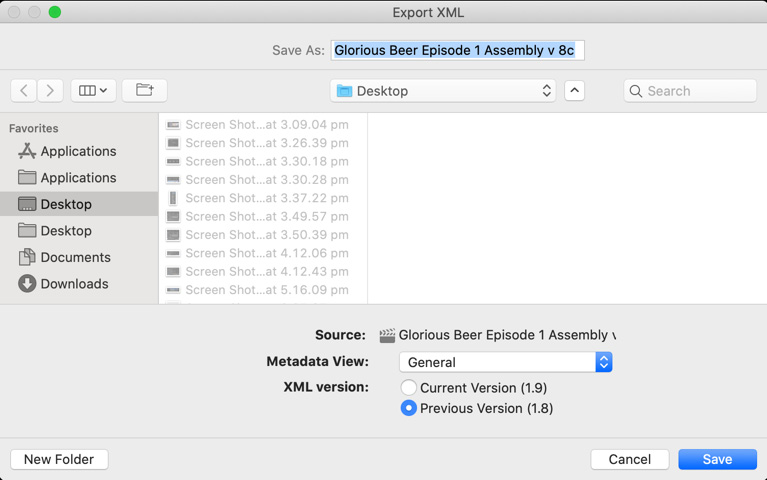 Export XML
Save As: Glorious Beer Episode 1 Assembly v 8c
Desktop
Search
Favorites
Applications
Applications
Desktop
Desktop
Documents
Downloads
Screen Shot...at 3.09.04 pm
Screen Shot...at 3.26.39 pm
Screen Shot...at 3.30.18 pm
Screen Shot...at 3.30.28 pm
Screen Shot...at 3.37.22 pm
Screen Shot...at 3.49.57 pm
Screen Shot...at 3.50.39 pm
Screen Shot...at 4.12.06 pm
Screen Shot...at 4.12.43 pm
Screen Shot...at 5.16.09 pm
Source: Glorious Beer Episode 1 Assembly v
Metadata View: General
XML version: Current Version (1.9)
Previous Version (1.8)
New Folder
Cancel
Save